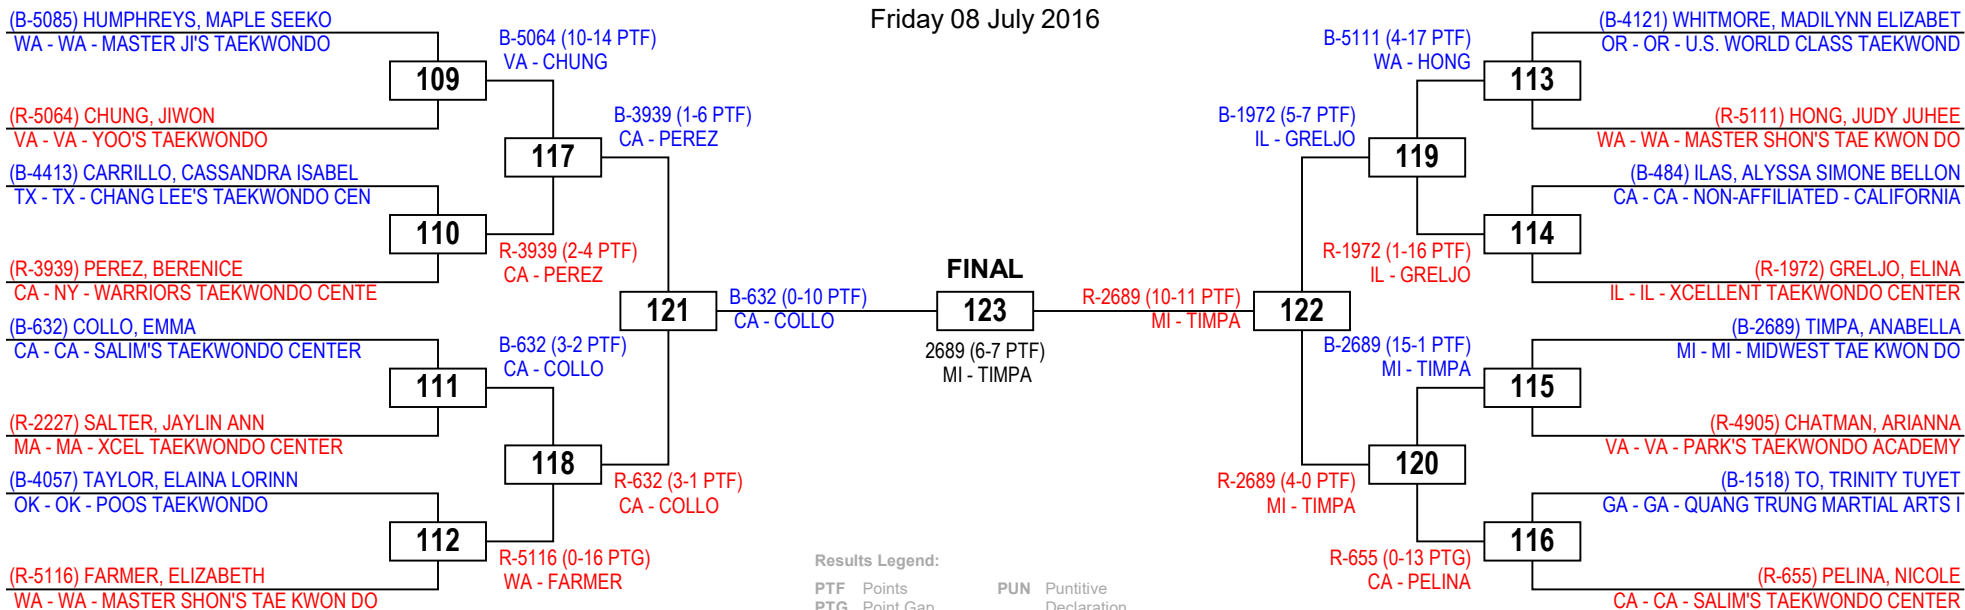 Friday 08 July 2016
(B-5085) HUMPHREYS, MAPLE SEEKO
WA - WA - MASTER JI'S TAEKWONDO
109
(R-5064) CHUNG, JIWON
VA - VA - YOO'S TAEKWONDO
B-5064 (10-14 PTF)
VA - CHUNG
(B-4413) CARRILLO, CASSANDRA ISABEL
TX - TX - CHANG LEE'S TAEKWONDO CEN
110
(R-3939) PEREZ, BERENICE
CA - NY - WARRIORS TAEKWONDO CENTE
R-3939 (2-4 PTF)
CA - PEREZ
117
B-3939 (1-6 PTF)
CA - PEREZ
(B-632) COLLO, EMMA
CA - CA - SALIM'S TAEKWONDO CENTER
111
(R-2227) SALTER, JAYLIN ANN
MA - MA - XCEL TAEKWONDO CENTER
B-632 (3-2 PTF)
CA - COLLO
(B-4057) TAYLOR, ELAINA LORINN
OK - OK - POOS TAEKWONDO
112
(R-5116) FARMER, ELIZABETH
WA - WA - MASTER SHON'S TAE KWON DO
R-5116 (0-16 PTG)
WA - FARMER
118
R-632 (3-1 PTF)
CA - COLLO
121
B-632 (0-10 PTF)
CA - COLLO
FINAL
123
2689 (6-7 PTF)
MI - TIMPA
R-2689 (10-11 PTF)
MI - TIMPA
122
B-1972 (5-7 PTF)
IL - GRELJO
119
B-5111 (4-17 PTF)
WA - HONG
113
(B-4121) WHITMORE, MADILYNN ELIZABET
OR - OR - U.S. WORLD CLASS TAEKWOND
(R-5111) HONG, JUDY JUHEE
WA - WA - MASTER SHON'S TAE KWON DO
R-1972 (1-16 PTF)
IL - GRELJO
114
(B-484) ILAS, ALYSSA SIMONE BELLON
CA - CA - NON-AFFILIATED - CALIFORNIA
(R-1972) GRELJO, ELINA
IL - IL - XCELLENT TAEKWONDO CENTER
R-2689 (4-0 PTF)
MI - TIMPA
120
B-2689 (15-1 PTF)
MI - TIMPA
115
(B-2689) TIMPA, ANABELLA
MI - MI - MIDWEST TAE KWON DO
(R-4905) CHATMAN, ARIANNA
VA - VA - PARK'S TAEKWONDO ACADEMY
R-655 (0-13 PTG)
CA - PELINA
116
(B-1518) TO, TRINITY TUYET
GA - GA - QUANG TRUNG MARTIAL ARTS I
(R-655) PELINA, NICOLE
CA - CA - SALIM'S TAEKWONDO CENTER
Results Legend:
PTF Points PUN Puntitive
PTG Point Gap Declaration